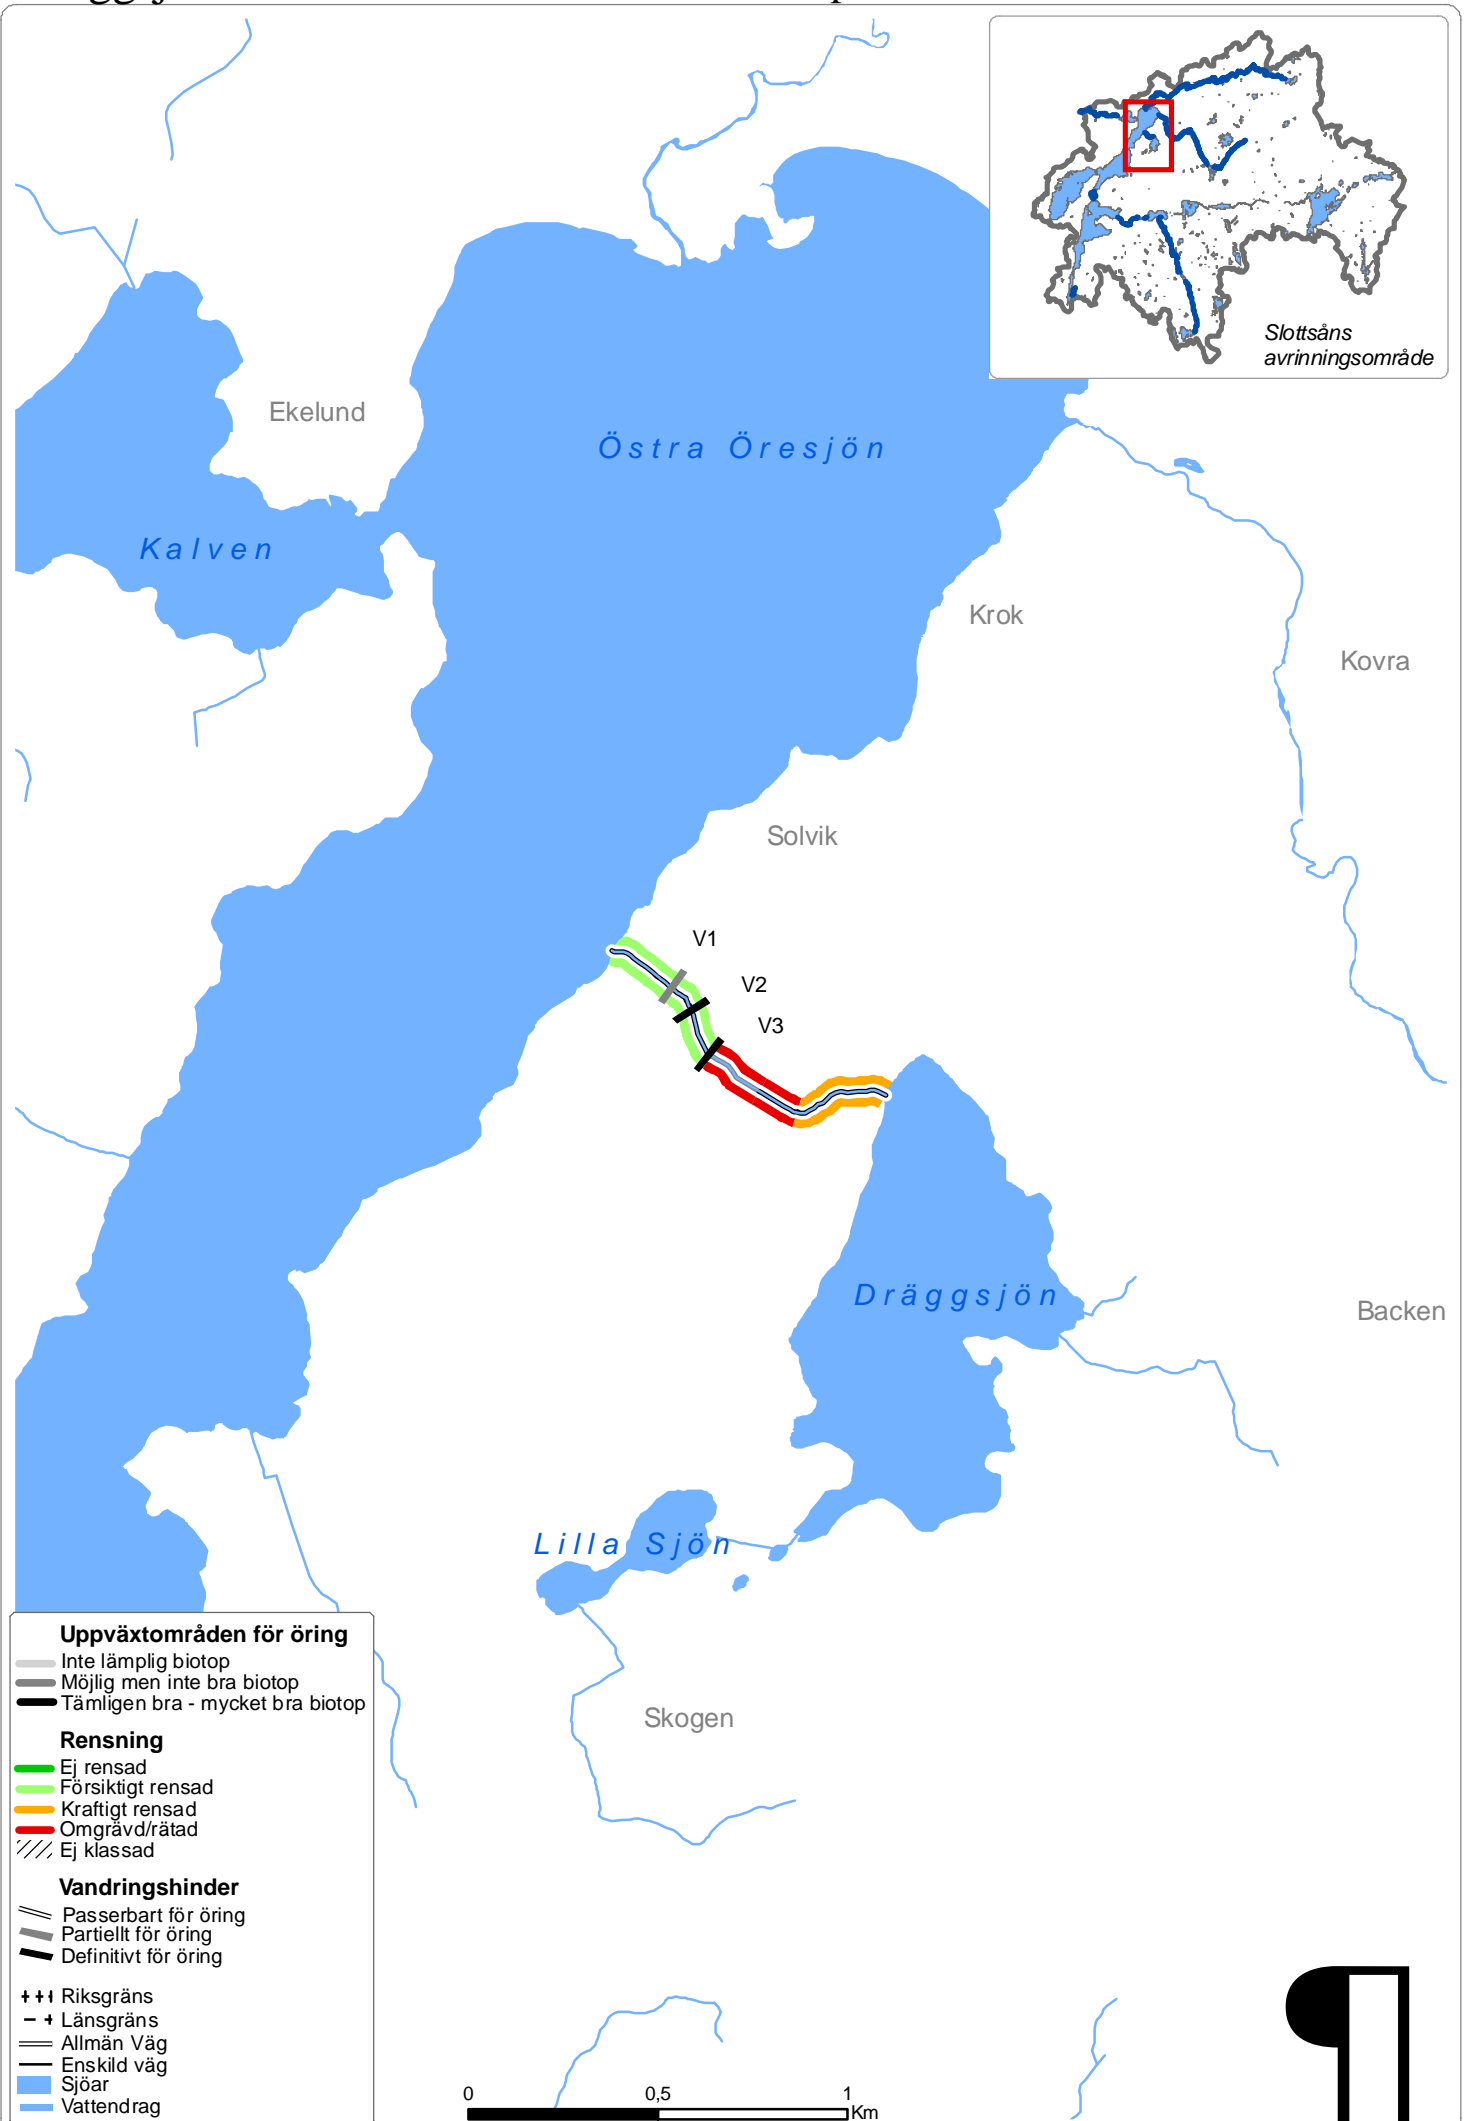 Slottsåns
avrinningsområde
Ekelund
Östra Öresjön
Kalven
Krok
Kovra
Solvik
V1
V2
V3
Dräggsjön
Backen
Lilla Sjön
Skogen
Uppväxtområden för öring
Inte lämplig biotop
Möjlig men inte bra biotop
Tämligen bra - mycket bra biotop
Rensning
Ej rensad
Försiktigt rensad
Kraftigt rensad
Omgrävd/rätad
Ej klassad
Vandringshinder
Passerbart för öring
Partiellt för öring
Definitivt för öring
Riksgräns
Länsgräns
Allmän Väg
Enskild väg
Sjöar
Vattendrag
0 0,5 1
Km
¶